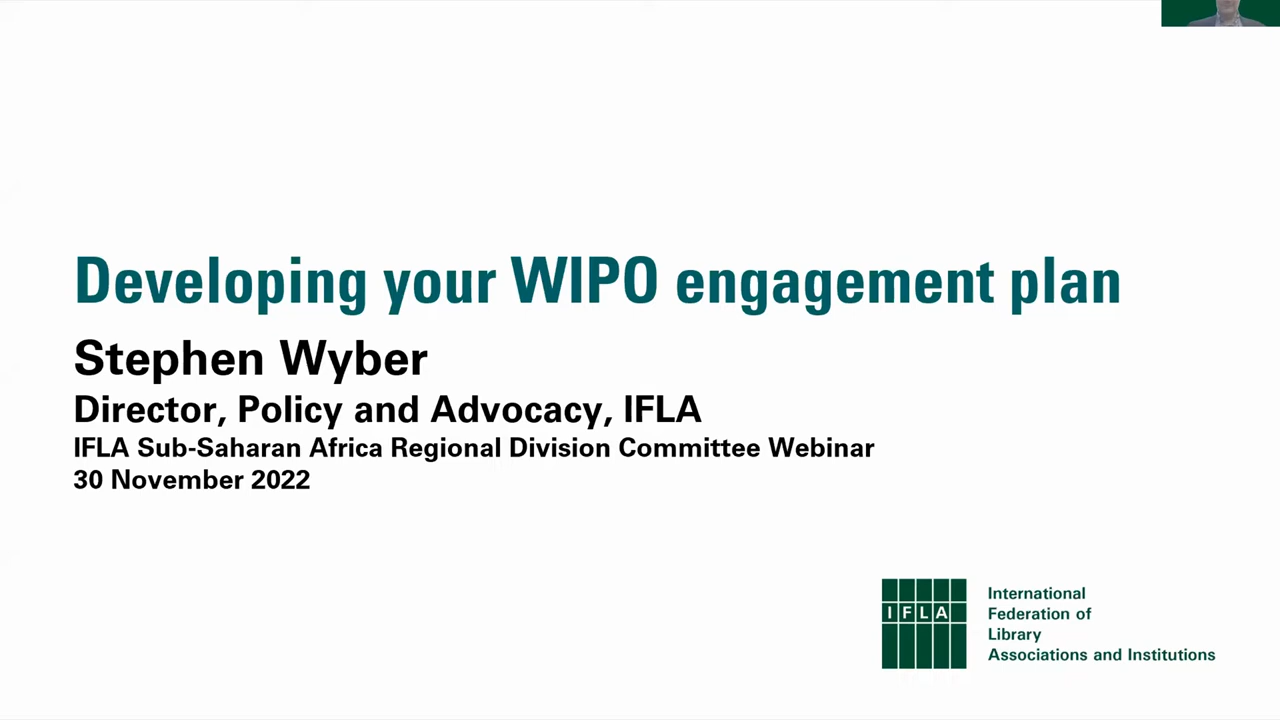 Developing your WIPO engagement plan
Stephen Wyber
Director, Policy and Advocacy, IFLA
IFLA Sub-Saharan Africa Regional Division Committee Webinar
30 November 2022
IFLA
International
Federation of
Library
Associations and Institutions